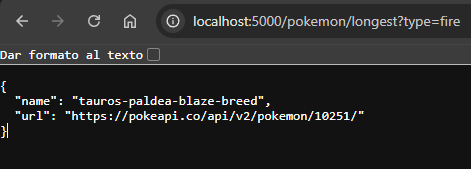 localhost:5000/pokemon/longest?type=fire
Dar formato al texto
{
  "name": "tauros-paldea-blaze-breed",
  "url": "https://pokeapi.co/api/v2/pokemon/10251/"
}